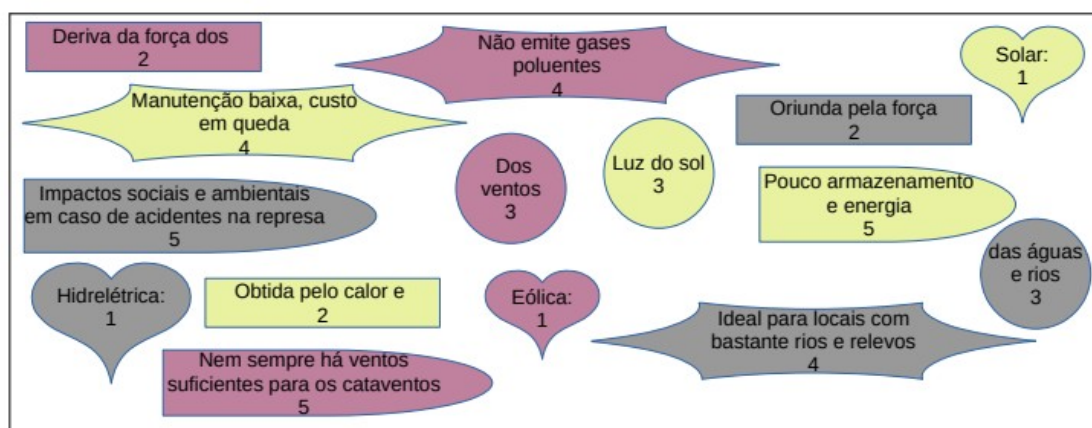 Deriva da força dos
2
Não emite gases
poluentes
4
Solar:
1
Manutenção baixa, custo
em queda
4
Oriunda pela força
2
Dos
ventos
3
Luz do sol
3
Impactos sociais e ambientais
em caso de acidentes na represa
5
Pouco armazenamento
e energia
5
das águas
e rios
3
Hidrelétrica:
1
Obtida pelo calor e
2
Eólica:
1
Ideal para locais com
bastante rios e relevos
4
Nem sempre há ventos
suficientes para os cataventos
5